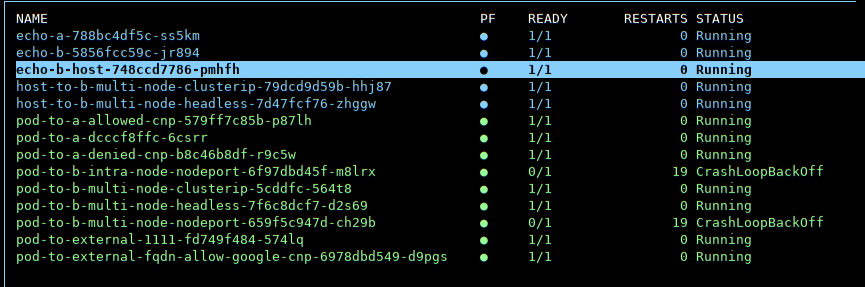 NAME PF READY RESTARTS STATUS
echo-a-788bc4df5c-ss5km ● 1/1 0 Running
echo-b-5856fcc59c-jr894 ● 1/1 0 Running
echo-b-host-748ccd7786-pmhfh ● 1/1 0 Running
host-to-b-multi-node-clusterip-79dcd9d59b-hhj87 ● 1/1 0 Running
host-to-b-multi-node-headless-7d47fcf76-zhggw ● 1/1 0 Running
pod-to-a-allowed-cnp-579ff7c85b-p87lh ● 1/1 0 Running
pod-to-a-dcccf8ffc-6csrr ● 1/1 0 Running
pod-to-a-denied-cnp-b8c46b8df-r9c5w ● 1/1 0 Running
pod-to-b-intra-node-nodeport-6f97dbd45f-m8lrx ● 0/1 19 CrashLoopBackOff
pod-to-b-multi-node-clusterip-5cddfc-564t8 ● 1/1 0 Running
pod-to-b-multi-node-headless-7f6c8dcf7-d2s69 ● 1/1 0 Running
pod-to-b-multi-node-nodeport-659f5c947d-ch29b ● 0/1 19 CrashLoopBackOff
pod-to-external-1111-fd749f484-574lq ● 1/1 0 Running
pod-to-external-fqdn-allow-google-cnp-6978dbd549-d9pgs ● 1/1 0 Running